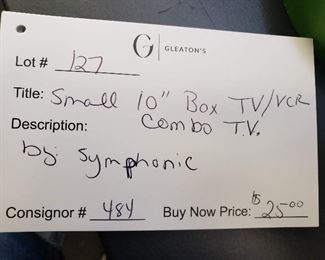 G | GLEATON'S
Lot # 127
Title: Small 10" Box TV/VCR
Combo T.V.
Description:
by Symphonic
Consignor # 484 Buy Now Price: $25.00